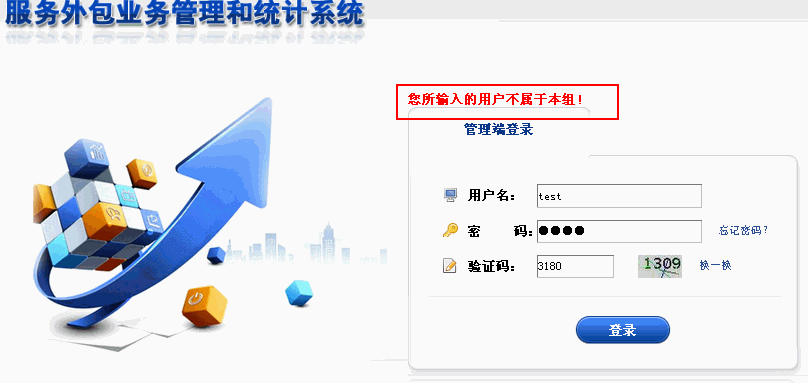 服务外包业务管理和统计系统
您所输入的用户不属于本组!
管理端登录
用户名: test
密 码: ●●●● 忘记密码?
验证码: 3180 1309 换一换
登录